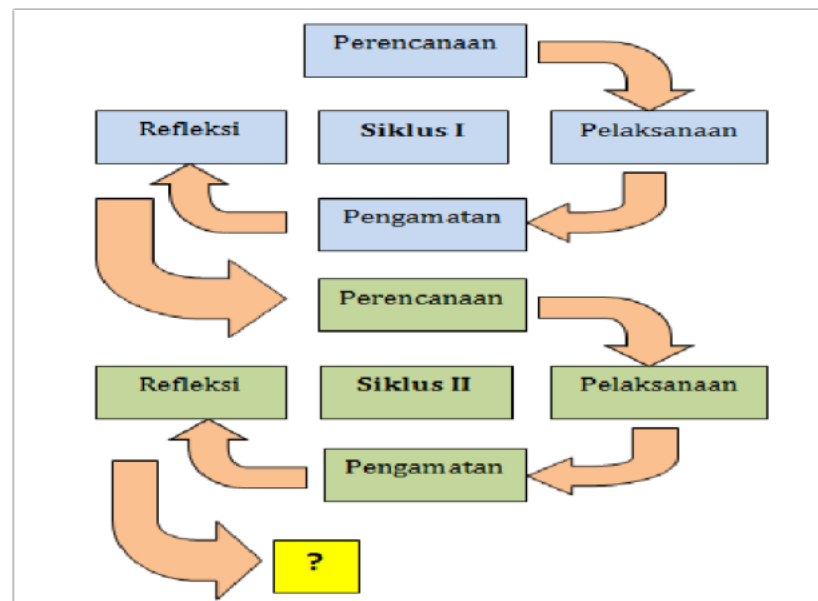 Perencanaan
Refleksi
Siklus I
Pelaksanaan
Pengamatan
Perencanaan
Refleksi
Siklus II
Pelaksanaan
Pengamatan
?